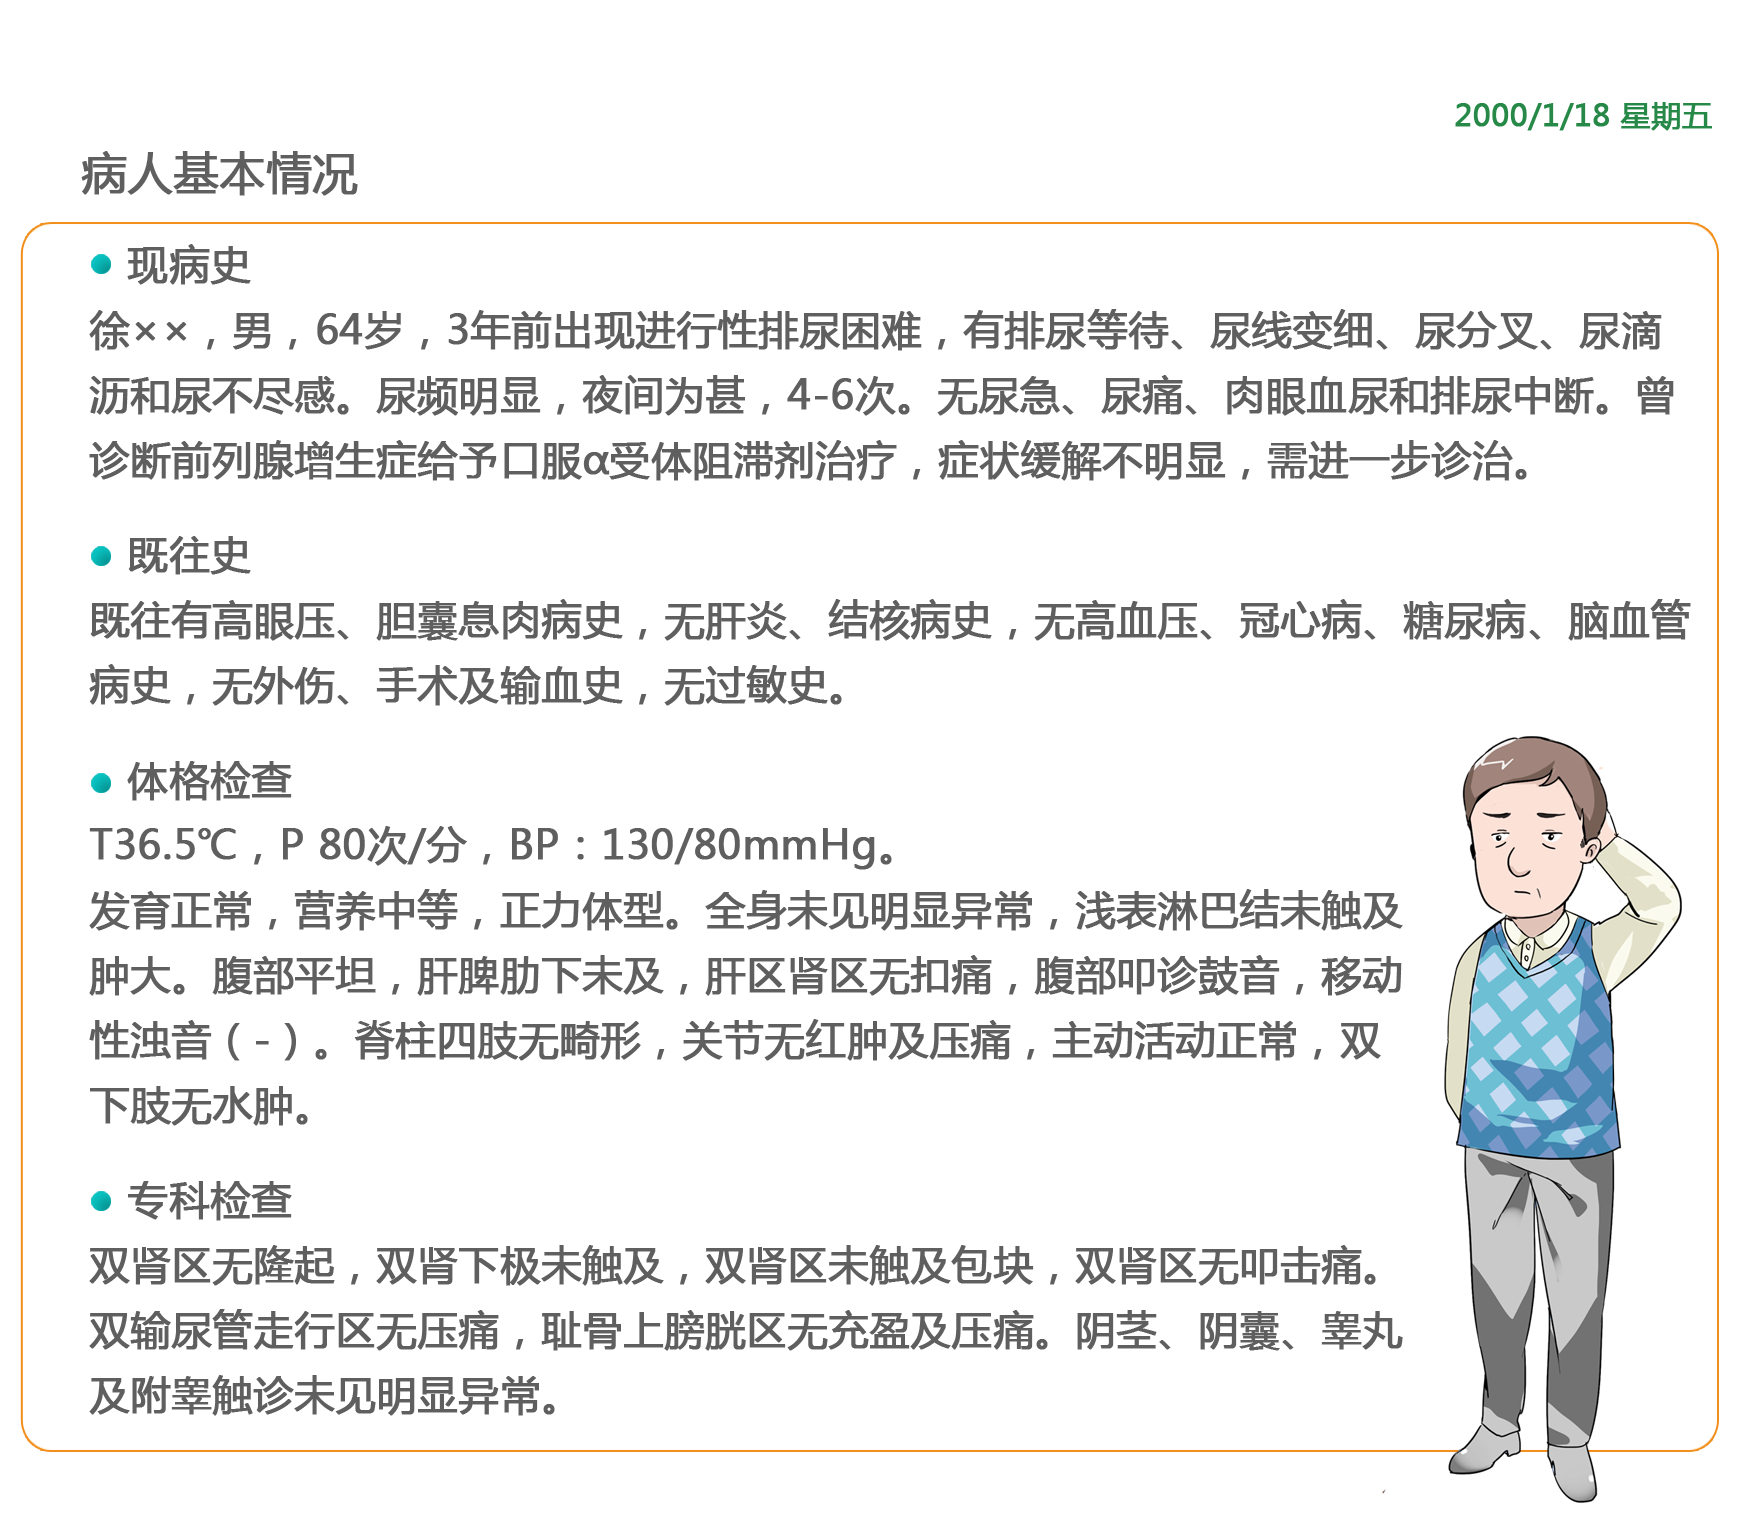 2000/1/18 星期五
病人基本情况
现病史
徐××，男，64岁，3年前出现进行性排尿困难，有排尿等待、尿线变细、尿分叉、尿滴
沥和尿不尽感。尿频明显，夜间为甚，4-6次。无尿急、尿痛、肉眼血尿和排尿中断。曾
诊断前列腺增生症给予口服α受体阻滞剂治疗，症状缓解不明显，需进一步诊治。
既往史
既往有高眼压、胆囊息肉病史，无肝炎、结核病史，无高血压、冠心病、糖尿病、脑血管
病史，无外伤、手术及输血史，无过敏史。
体格检查
T36.5℃，P 80次/分，BP：130/80mmHg。
发育正常，营养中等，正力体型。全身未见明显异常，浅表淋巴结未触及
肿大。腹部平坦，肝脾肋下未及，肝区肾区无扣痛，腹部叩诊鼓音，移动
性浊音（-）。脊柱四肢无畸形，关节无红肿及压痛，主动活动正常，双
下肢无水肿。
专科检查
双肾区无隆起，双肾下极未触及，双肾区未触及包块，双肾区无叩击痛。
双输尿管走行区无压痛，耻骨上膀胱区无充盈及压痛。阴茎、阴囊、睾丸
及附睾触诊未见明显异常。